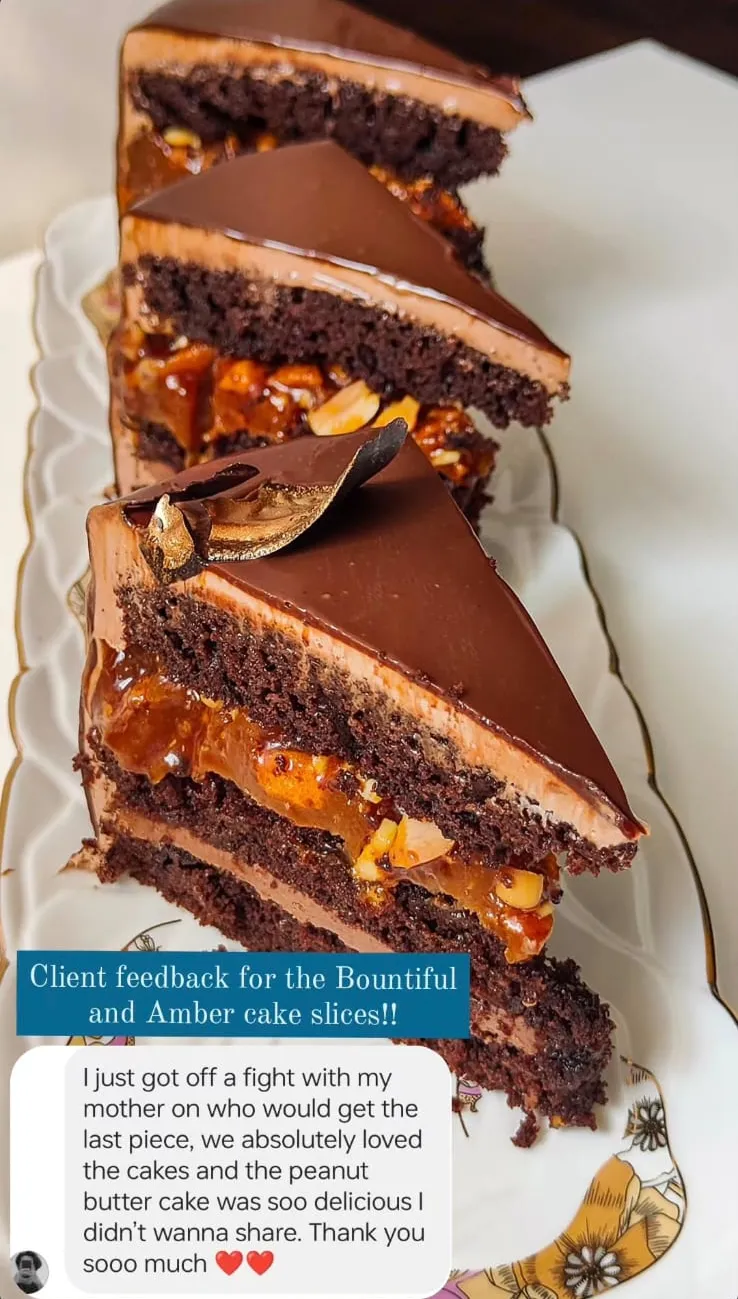 Client feedback for the Bountiful
and Amber cake slices!!
I just got off a fight with my
mother on who would get the
last piece, we absolutely loved
the cakes and the peanut
butter cake was soo delicious I
didn’t wanna share. Thank you
sooo much ❤️❤️